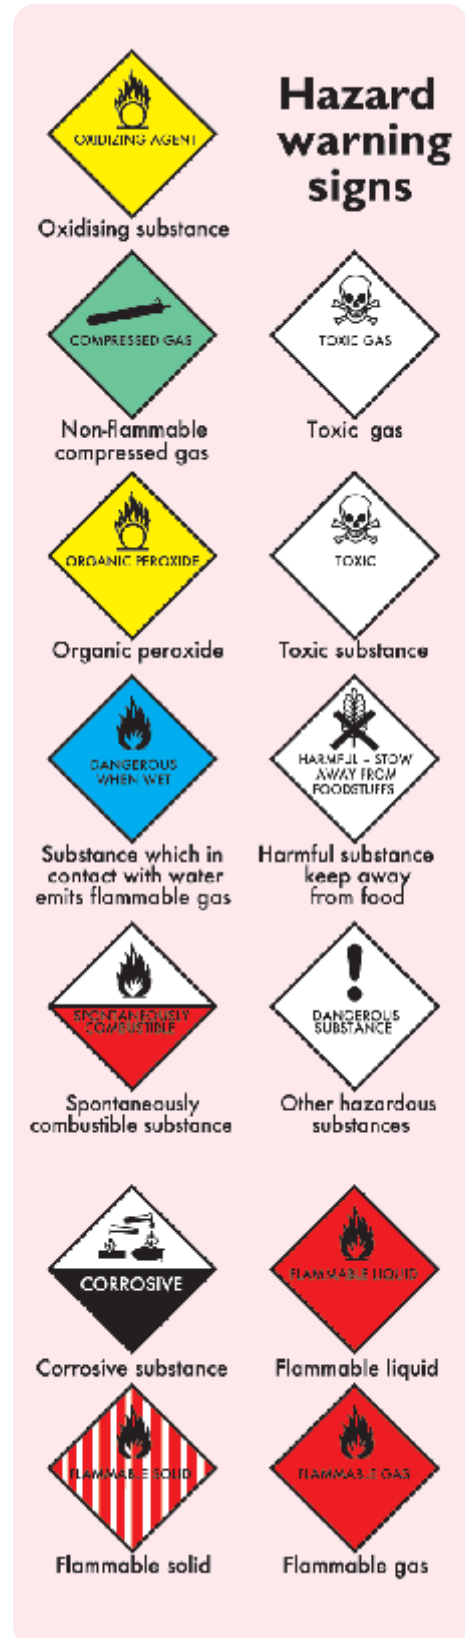 Hazard
warning
signs
OXIDIZING AGENT
Oxidising substance
COMPRESSED GAS
Non-flammable
compressed gas
TOXIC GAS
Toxic gas
ORGANIC PEROXIDE
Organic peroxide
TOXIC
Toxic substance
DANGEROUS
WHEN WET
Substance which in
contact with water
emits flammable gas
HARMFUL – STOW
AWAY FROM
FOODSTUFFS
Harmful substance
keep away
from food
SPONTANEOUSLY
COMBUSTIBLE
Spontaneously
combustible substance
DANGEROUS
SUBSTANCE
Other hazardous
substances
CORROSIVE
Corrosive substance
FLAMMABLE LIQUID
Flammable liquid
FLAMMABLE SOLID
Flammable solid
FLAMMABLE GAS
Flammable gas